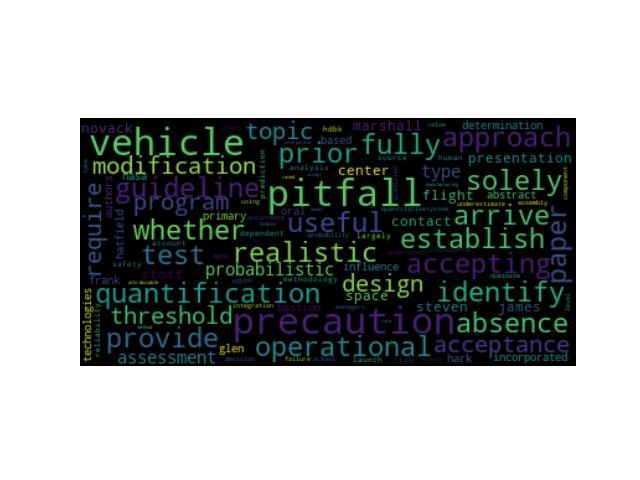 novack topic hdbk marshall value determination
vehicle .based approach
prior fully
modification analysis source human presentation
center
nasa type solely
guideline pitfall flight abstract
require author prediction component
program primary using oral useful contact arrive paper
hatfield whether dependent largely establish
account
test realistic accepting
safety
frank stott probabilistic influence
upon methodology design identify
quantification space steven james
technologies integration
reliability threshold precaution absence
provide glen operational acceptance
assessment decision failure actual launch risk hark incorporated